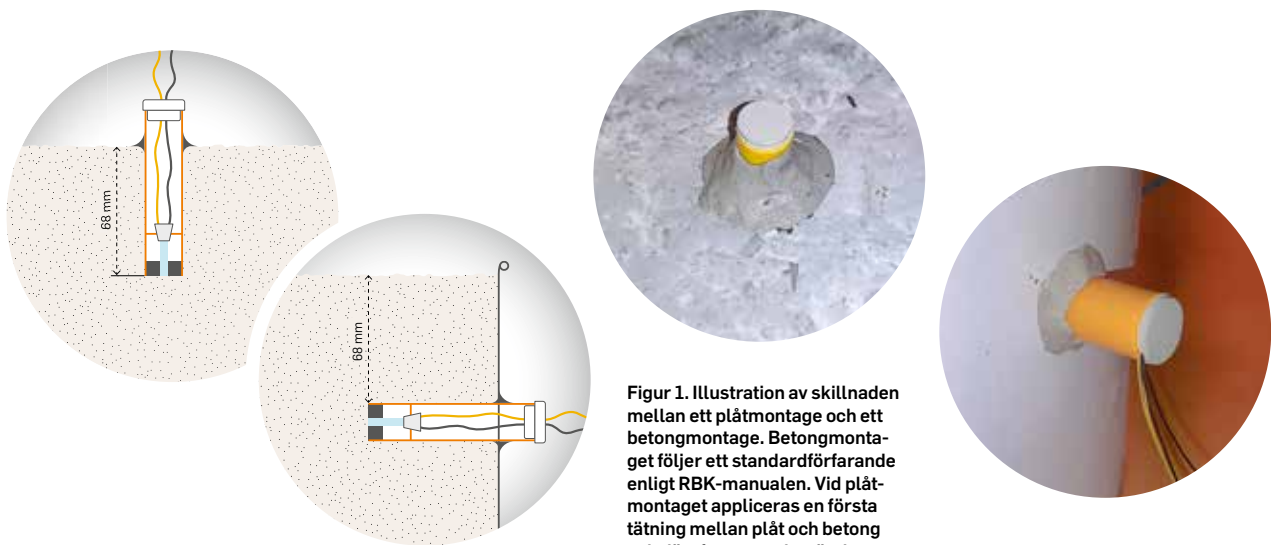 68 mm
68 mm
Figur 1. Illustration av skillnaden
mellan ett plåtmontage och ett
betongmontage. Betongmonta-
get följer ett standardförfarande
enligt RBK-manualen. Vid plåt-
montaget appliceras en första
tätning mellan plåt och betong